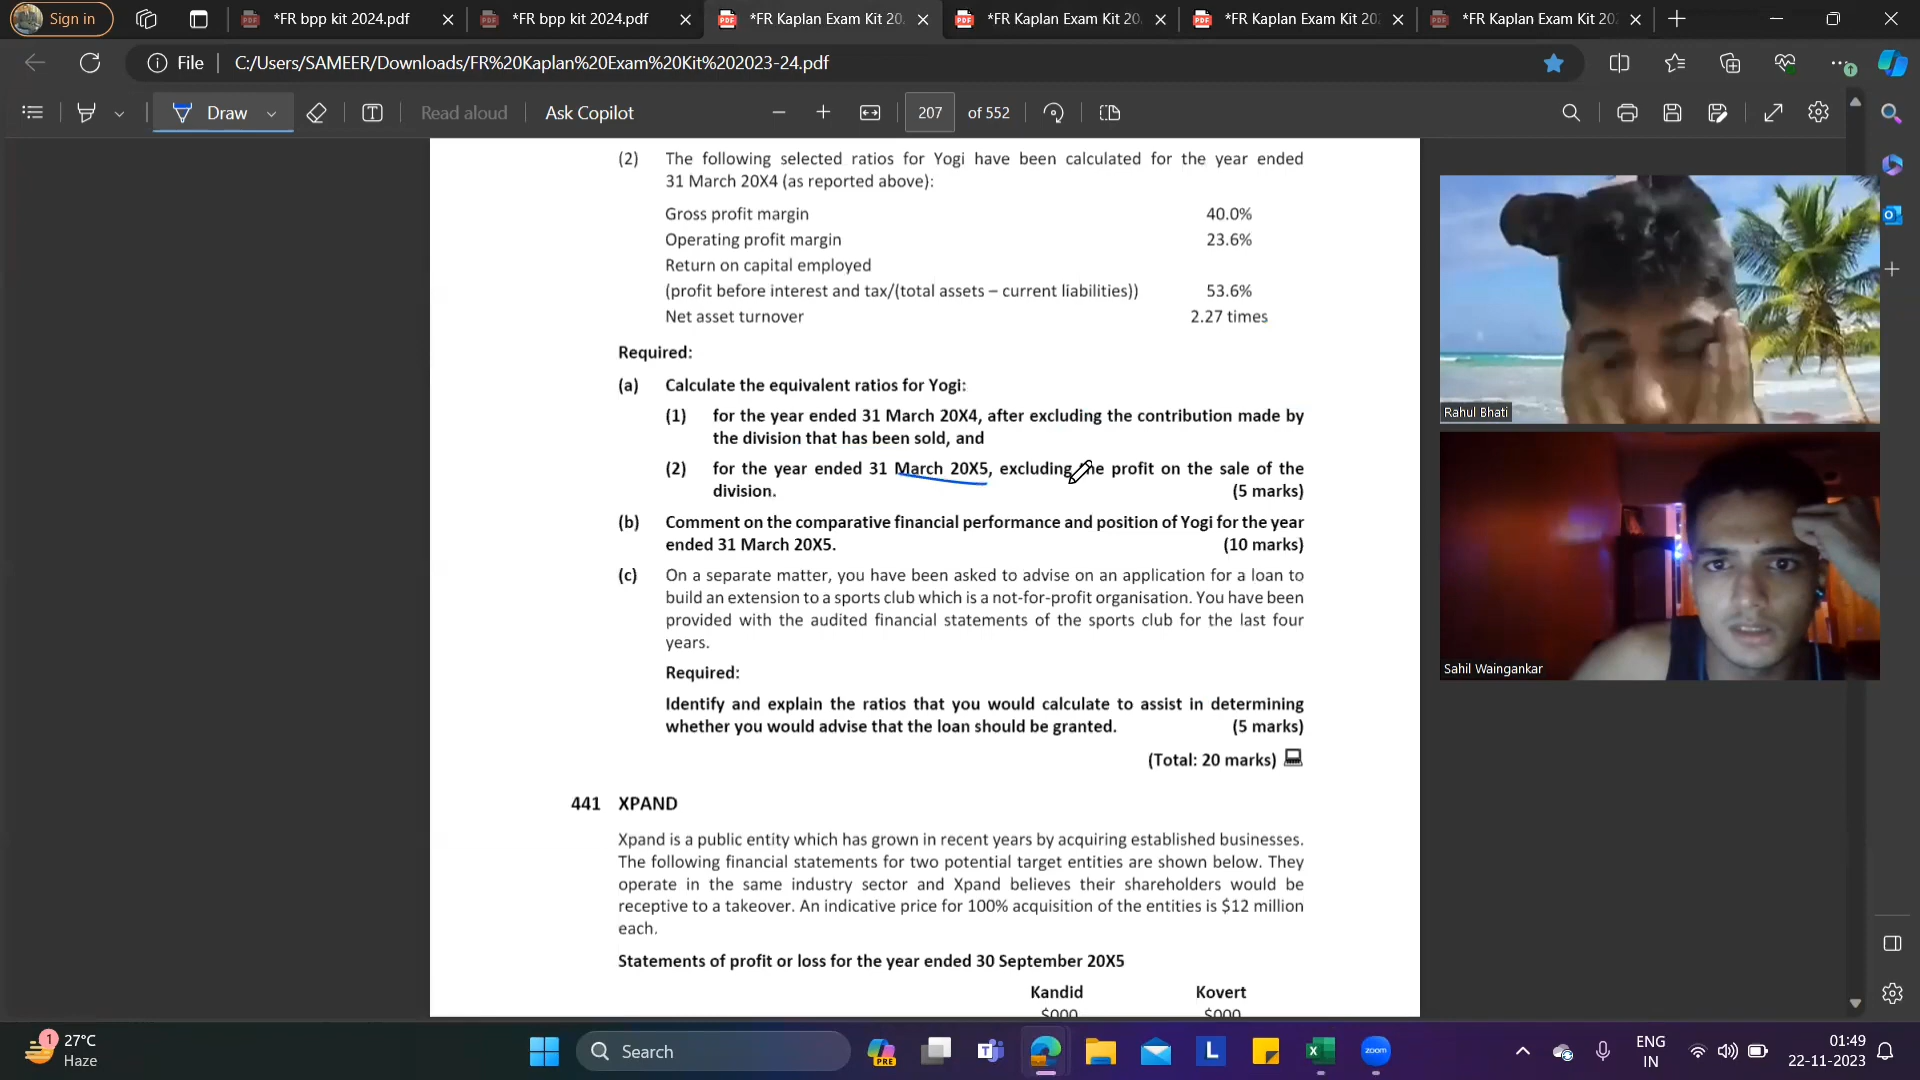 Sign in
*FR bpp kit 2024.pdf
*FR bpp kit 2024.pdf
*FR Kaplan Exam Kit 20
*FR Kaplan Exam Kit 20
*FR Kaplan Exam Kit 20
*FR Kaplan Exam Kit 20
File
C:/Users/SAMEER/Downloads/FR%20Kaplan%20Exam%20Kit%202023-24.pdf
Draw
Read aloud
Ask Copilot
207 of 552
(2) The following selected ratios for Yogi have been calculated for the year ended
31 March 20X4 (as reported above):
Gross profit margin 40.0%
Operating profit margin 23.6%
Return on capital employed
(profit before interest and tax/(total assets – current liabilities)) 53.6%
Net asset turnover 2.27 times
Required:
(a) Calculate the equivalent ratios for Yogi:
(1) for the year ended 31 March 20X4, after excluding the contribution made by
the division that has been sold, and
(2) for the year ended 31 March 20X5, excluding the profit on the sale of the
division. (5 marks)
(b) Comment on the comparative financial performance and position of Yogi for the year
ended 31 March 20X5. (10 marks)
(c) On a separate matter, you have been asked to advise on an application for a loan to
build an extension to a sports club which is a not-for-profit organisation. You have been
provided with the audited financial statements of the sports club for the last four
years.
Required:
Identify and explain the ratios that you would calculate to assist in determining
whether you would advise that the loan should be granted. (5 marks)
(Total: 20 marks)
441 XPAND
Xpand is a public entity which has grown in recent years by acquiring established businesses.
The following financial statements for two potential target entities are shown below. They
operate in the same industry sector and Xpand believes their shareholders would be
receptive to a takeover. An indicative price for 100% acquisition of the entities is $12 million
each.
Statements of profit or loss for the year ended 30 September 20X5
Kandid Kovert
$000 $000
Rahul Bhati
Sahil Waingankar
1
27°C
Haze
Search
PRE
L
zoom
ENG
IN
01:49
22-11-2023